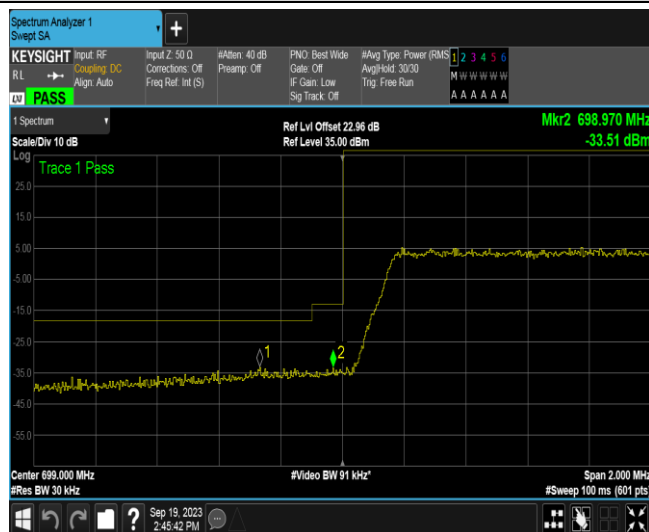 Spectrum Analyzer 1
Swept SA
+
KEYSIGHT
RL
LXI PASS
Input: RF
Coupling: DC
Align: Auto
Input Z: 50 Ω
Corrections: Off
Freq Ref: Int (S)
#Atten: 40 dB
Preamp: Off
PNO: Best Wide
Gate: Off
IF Gain: Low
Sig Track: Off
#Avg Type: Power (RMS
Avg|Hold: 30/30
Trig: Free Run
1 2 3 4 5 6
M W W W W W
A A A A A A
1 Spectrum
Scale/Div 10 dB
Ref Lvl Offset 22.96 dB
Ref Level 35.00 dBm
Mkr2 698.970 MHz
-33.51 dBm
Log
Trace 1 Pass
25.0
15.0
5.00
-5.00
-15.0
-25.0
-35.0
-45.0
-55.0
1
2
Center 699.000 MHz
#Res BW 30 kHz
#Video BW 91 kHz*
Span 2.000 MHz
#Sweep 100 ms (601 pts)
?
Sep 19, 2023
2:45:42 PM